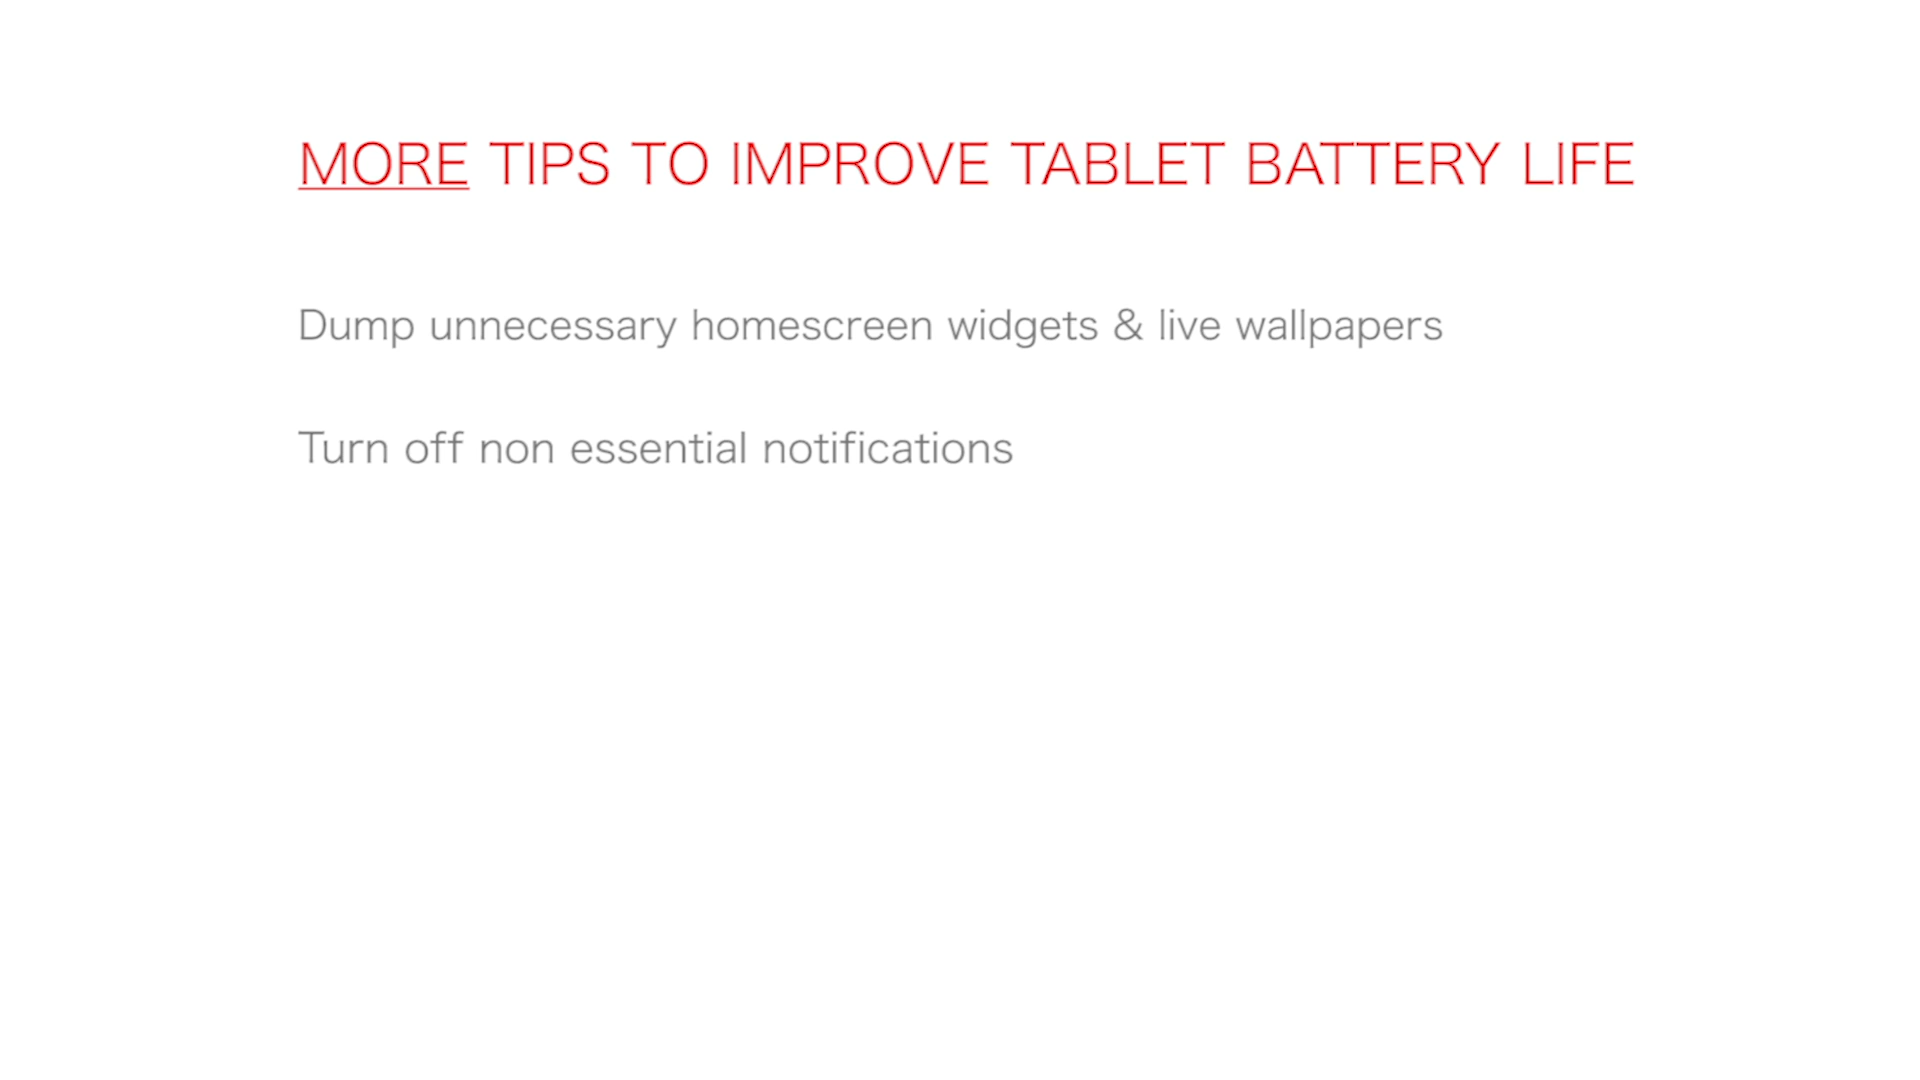 MORE TIPS TO IMPROVE TABLET BATTERY LIFE
Dump unnecessary homescreen widgets & live wallpapers
Turn off non essential notifications